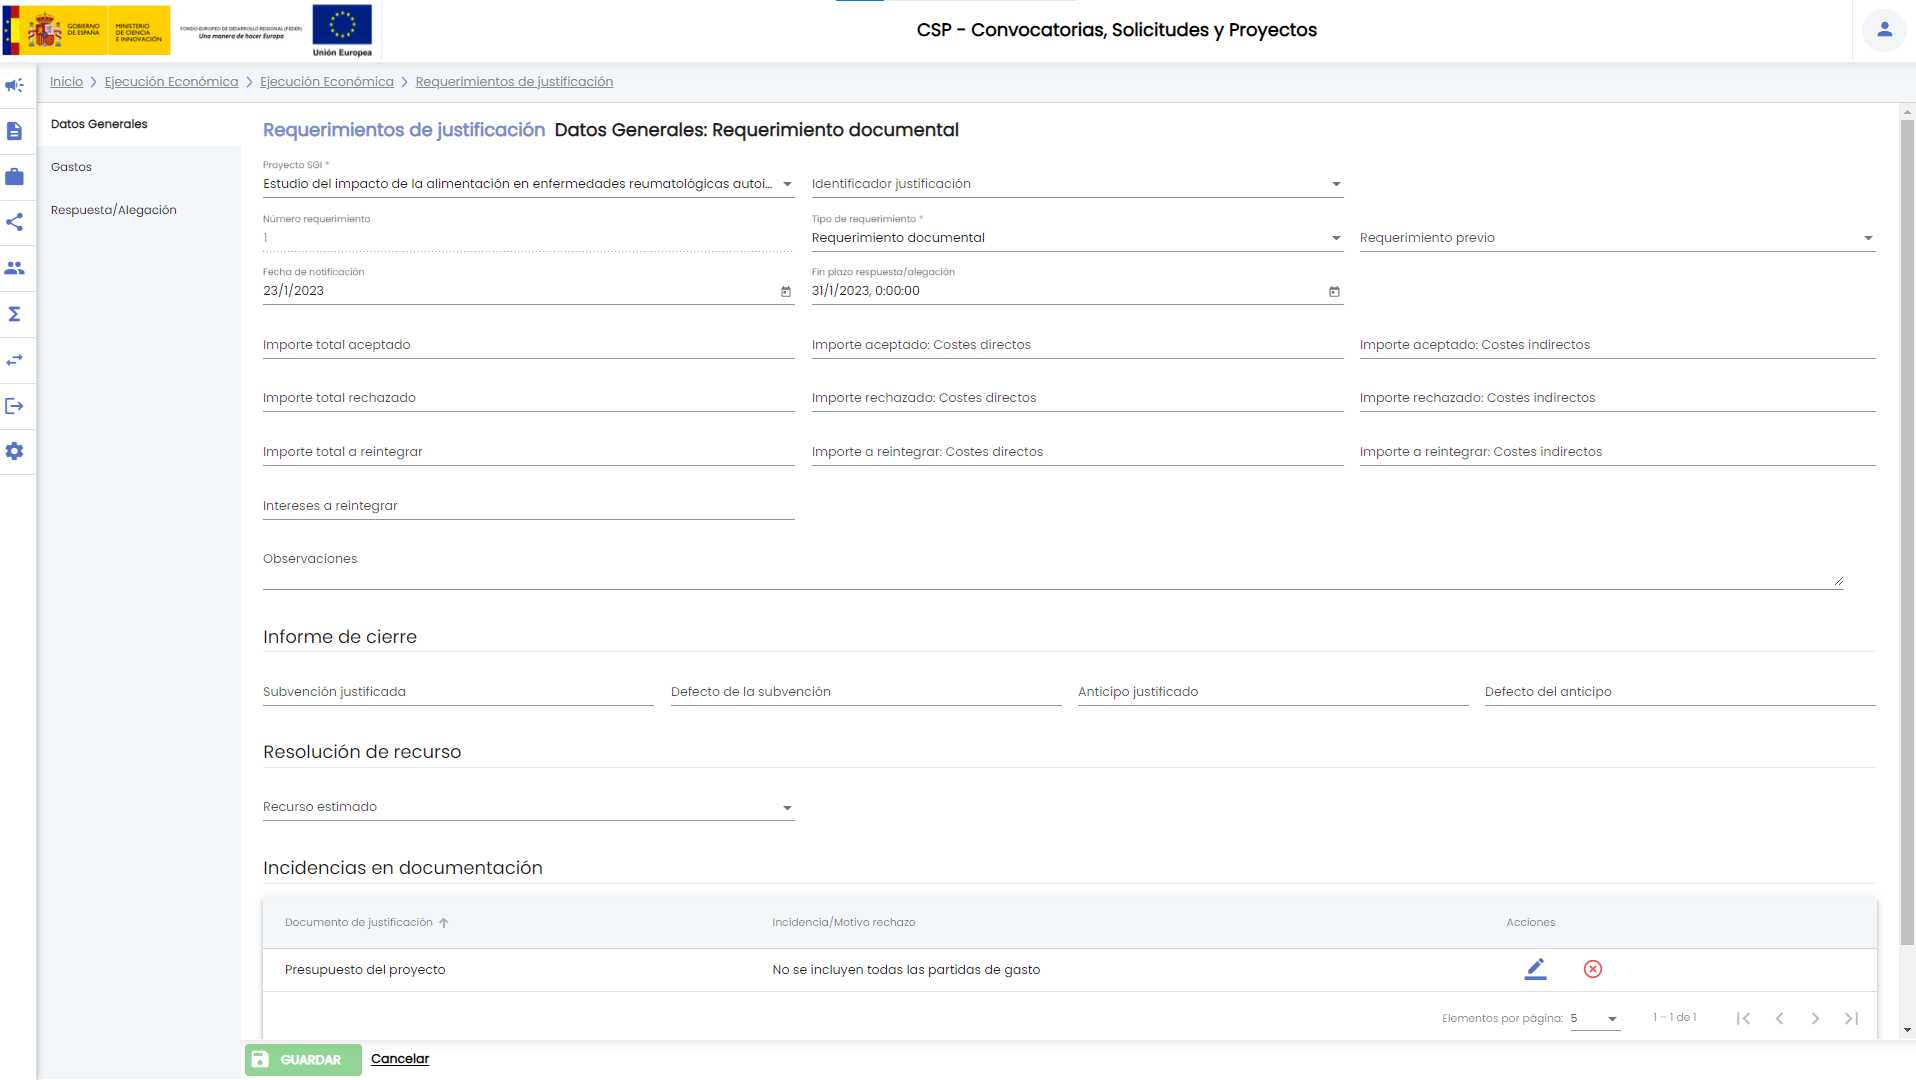 GOBIERNO DE ESPAÑA
MINISTERIO DE CIENCIA E INNOVACIÓN
FONDO EUROPEO DE DESARROLLO REGIONAL (FEDER)
Una manera de hacer Europa
Unión Europea
CSP - Convocatorias, Solicitudes y Proyectos
Inicio > Ejecución Económica > Ejecución Económica > Requerimientos de justificación
Datos Generales
Gastos
Respuesta/Alegación
Requerimientos de justificación Datos Generales: Requerimiento documental
Proyecto SGI *
Estudio del impacto de la alimentación en enfermedades reumatológicas autoi...
Identificador justificación
Número requerimiento
1
Tipo de requerimiento *
Requerimiento documental
Requerimiento previo
Fecha de notificación
23/1/2023
Fin plazo respuesta/alegación
31/1/2023, 0:00:00
Importe total aceptado
Importe aceptado: Costes directos
Importe aceptado: Costes indirectos
Importe total rechazado
Importe rechazado: Costes directos
Importe rechazado: Costes indirectos
Importe total a reintegrar
Importe a reintegrar: Costes directos
Importe a reintegrar: Costes indirectos
Intereses a reintegrar
Observaciones
Informe de cierre
Subvención justificada
Defecto de la subvención
Anticipo justificado
Defecto del anticipo
Resolución de recurso
Recurso estimado
Incidencias en documentación
Documento de justificación
Incidencia/Motivo rechazo
Acciones
Presupuesto del proyecto
No se incluyen todas las partidas de gasto
Elementos por página: 5
1 – 1 de 1
GUARDAR
Cancelar